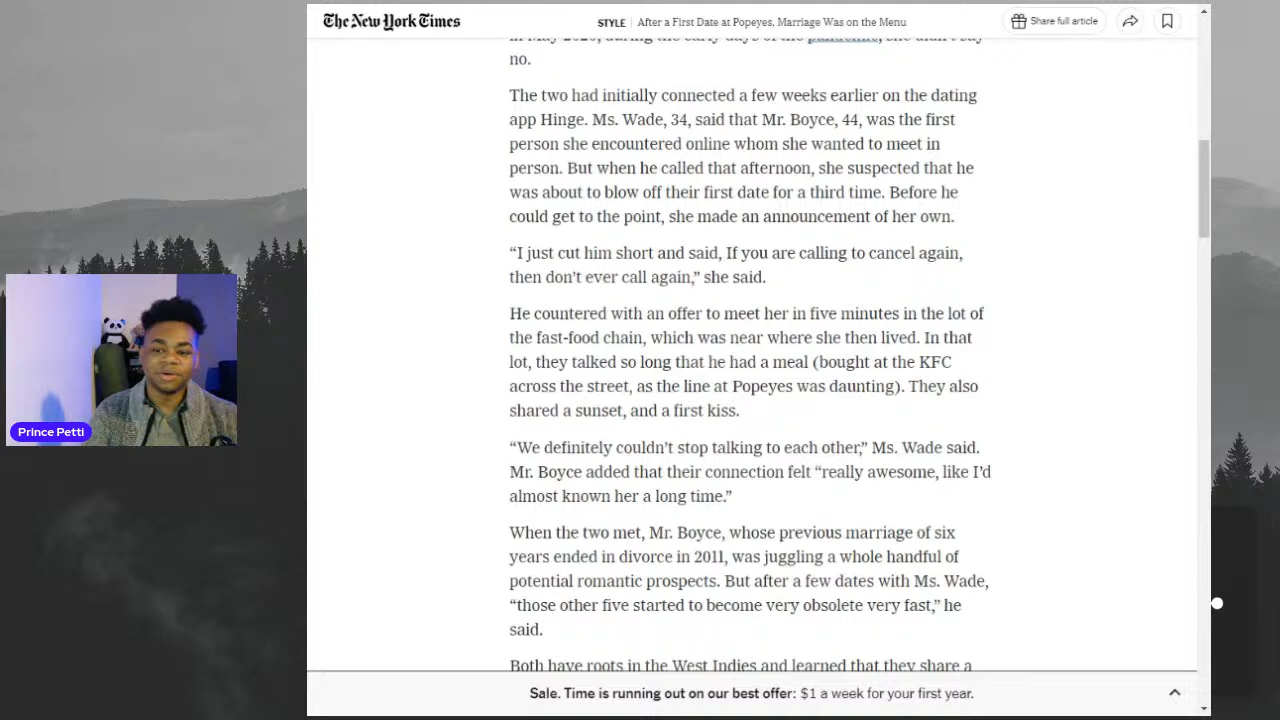 The New York Times
STYLE | After a First Date at Popeyes, Marriage Was on the Menu
Share full article
in May 2020, during the early days of the pandemic, she didn't say
no.
The two had initially connected a few weeks earlier on the dating
app Hinge. Ms. Wade, 34, said that Mr. Boyce, 44, was the first
person she encountered online whom she wanted to meet in
person. But when he called that afternoon, she suspected that he
was about to blow off their first date for a third time. Before he
could get to the point, she made an announcement of her own.
“I just cut him short and said, If you are calling to cancel again,
then don’t ever call again,” she said.
He countered with an offer to meet her in five minutes in the lot of
the fast-food chain, which was near where she then lived. In that
lot, they talked so long that he had a meal (bought at the KFC
across the street, as the line at Popeyes was daunting). They also
shared a sunset, and a first kiss.
“We definitely couldn’t stop talking to each other,” Ms. Wade said.
Mr. Boyce added that their connection felt “really awesome, like I’d
almost known her a long time.”
When the two met, Mr. Boyce, whose previous marriage of six
years ended in divorce in 2011, was juggling a whole handful of
potential romantic prospects. But after a few dates with Ms. Wade,
“those other five started to become very obsolete very fast,” he
said.
Both have roots in the West Indies and learned that they share a
Sale. Time is running out on our best offer: $1 a week for your first year.
Prince Petti